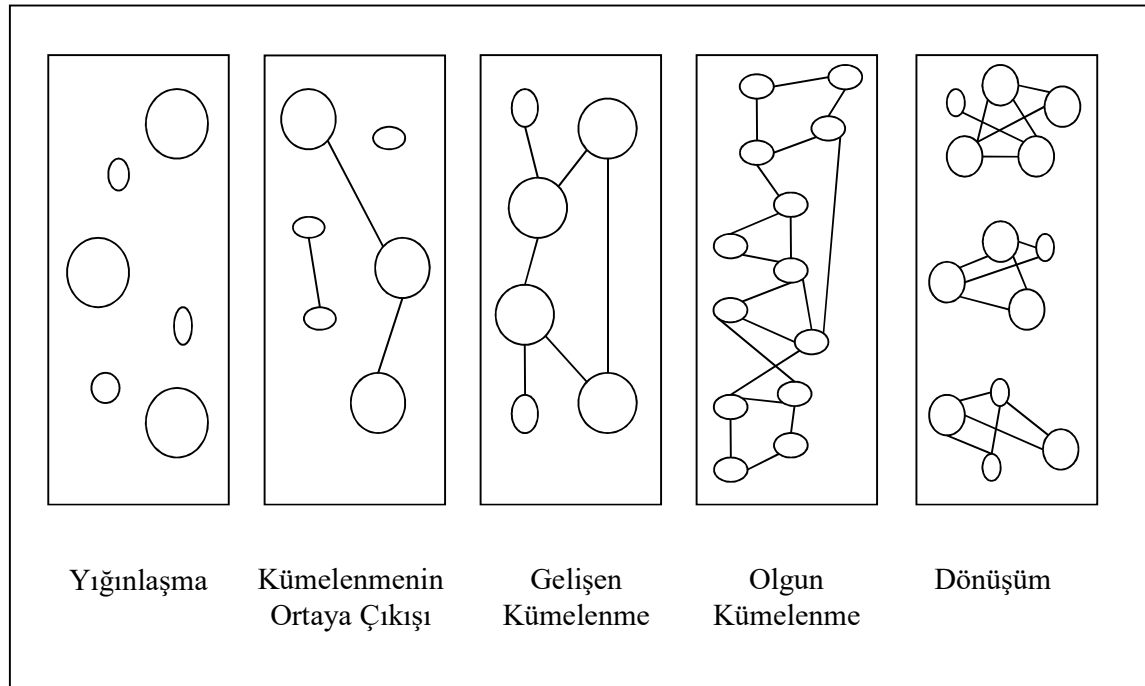 Yığınlaşma
Kümelenmenin
Ortaya Çıkışı
Gelişen
Kümelenme
Olgun
Kümelenme
Dönüşüm